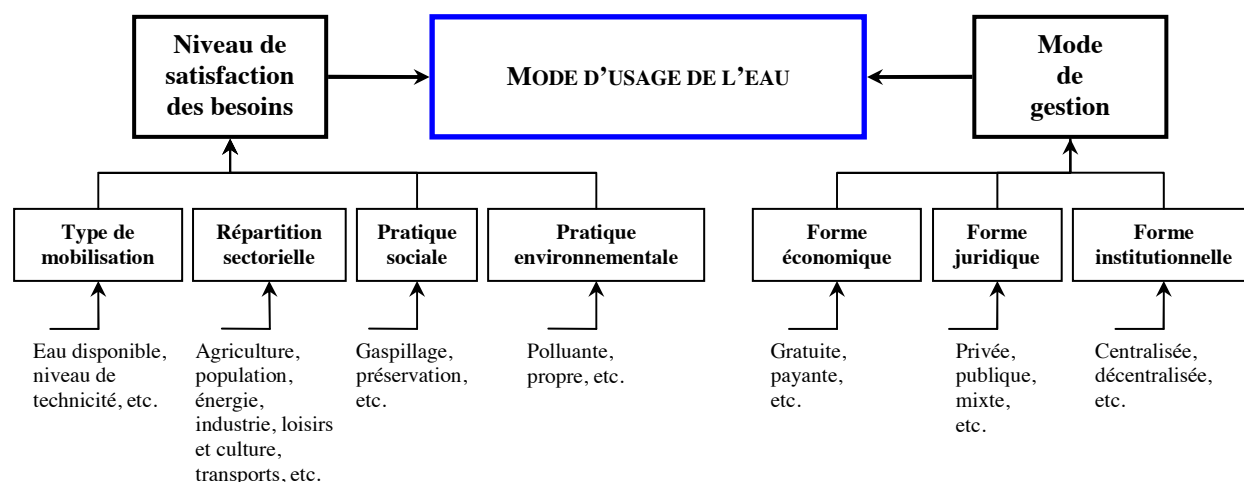 Niveau de
satisfaction
des besoins
MODE D'USAGE DE L'EAU
Mode
de
gestion
Type de
mobilisation
Répartition
sectorielle
Pratique
sociale
Pratique
environnementale
Forme
économique
Forme
juridique
Forme
institutionnelle
Eau disponible,
niveau de
technicité, etc.
Agriculture,
population,
énergie,
industrie, loisirs
et culture,
transports, etc.
Gaspillage,
préservation,
etc.
Polluante,
propre, etc.
Gratuite,
payante,
etc.
Privée,
publique,
mixte,
etc.
Centralisée,
décentralisée,
etc.